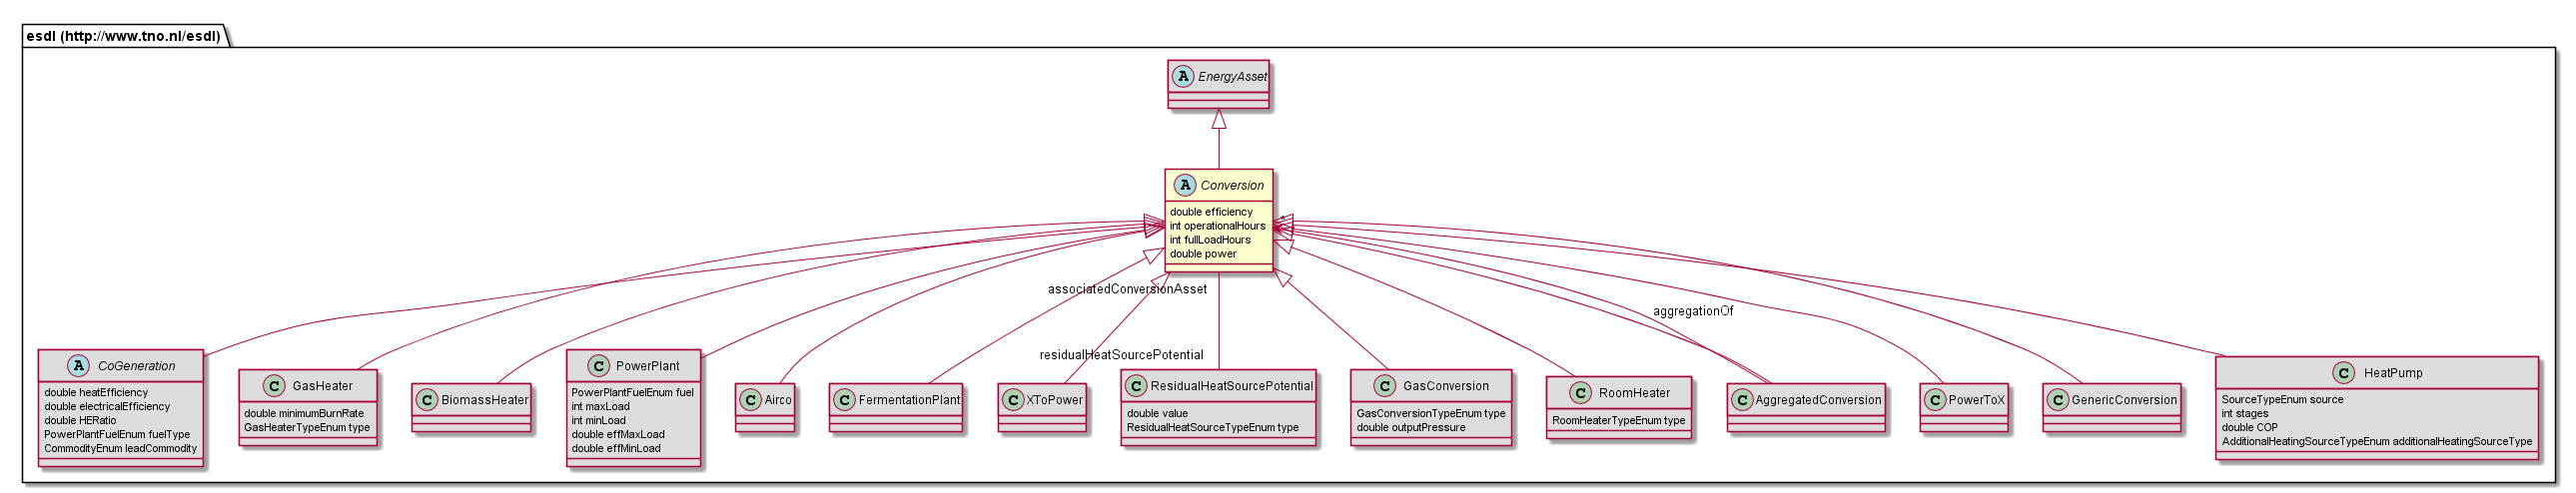 esdl (http://www.tno.nl/esdl)
A EnergyAsset
A Conversion
double efficiency
int operationalHours
int fullLoadHours
double power
*
associatedConversionAsset
aggregationOf
residualHeatSourcePotential
A CoGeneration
double heatEfficiency
double electricalEfficiency
double HERatio
PowerPlantFuelEnum fuelType
CommodityEnum leadCommodity
C GasHeater
double minimumBurnRate
GasHeaterTypeEnum type
C BiomassHeater
C PowerPlant
PowerPlantFuelEnum fuel
int maxLoad
int minLoad
double effMaxLoad
double effMinLoad
C Airco
C FermentationPlant
C XToPower
C ResidualHeatSourcePotential
double value
ResidualHeatSourceTypeEnum type
C GasConversion
GasConversionTypeEnum type
double outputPressure
C RoomHeater
RoomHeaterTypeEnum type
C AggregatedConversion
C PowerToX
C GenericConversion
C HeatPump
SourceTypeEnum source
int stages
double COP
AdditionalHeatingSourceTypeEnum additionalHeatingSourceType